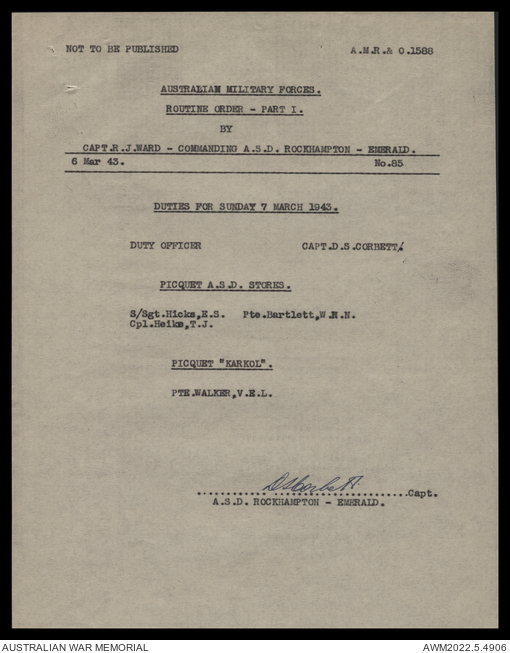 NOT TO BE PUBLISHED A.M.R.& O.1588
AUSTRALIAN MILITARY FORCES.
ROUTINE ORDER - PART I.
BY
CAPT.R.J.WARD - COMMANDING A.S.D. ROCKHAMPTON - EMERALD.
6 Mar 43. No.85
DUTIES FOR SUNDAY 7 MARCH 1943.
DUTY OFFICER CAPT.D.S.CORBETT.
PICQUET A.S.D. STORES.
S/Sgt.Hicks,E.S. Pte.Bartlett,W.R.N.
Cpl.Heike,T.J.
PICQUET "KARKOL".
PTE.WALKER,V.E.L.
DSCorbett
....................................Capt.
A.S.D. ROCKHAMPTON - EMERALD.
AUSTRALIAN WAR MEMORIAL AWM2022.5.4906